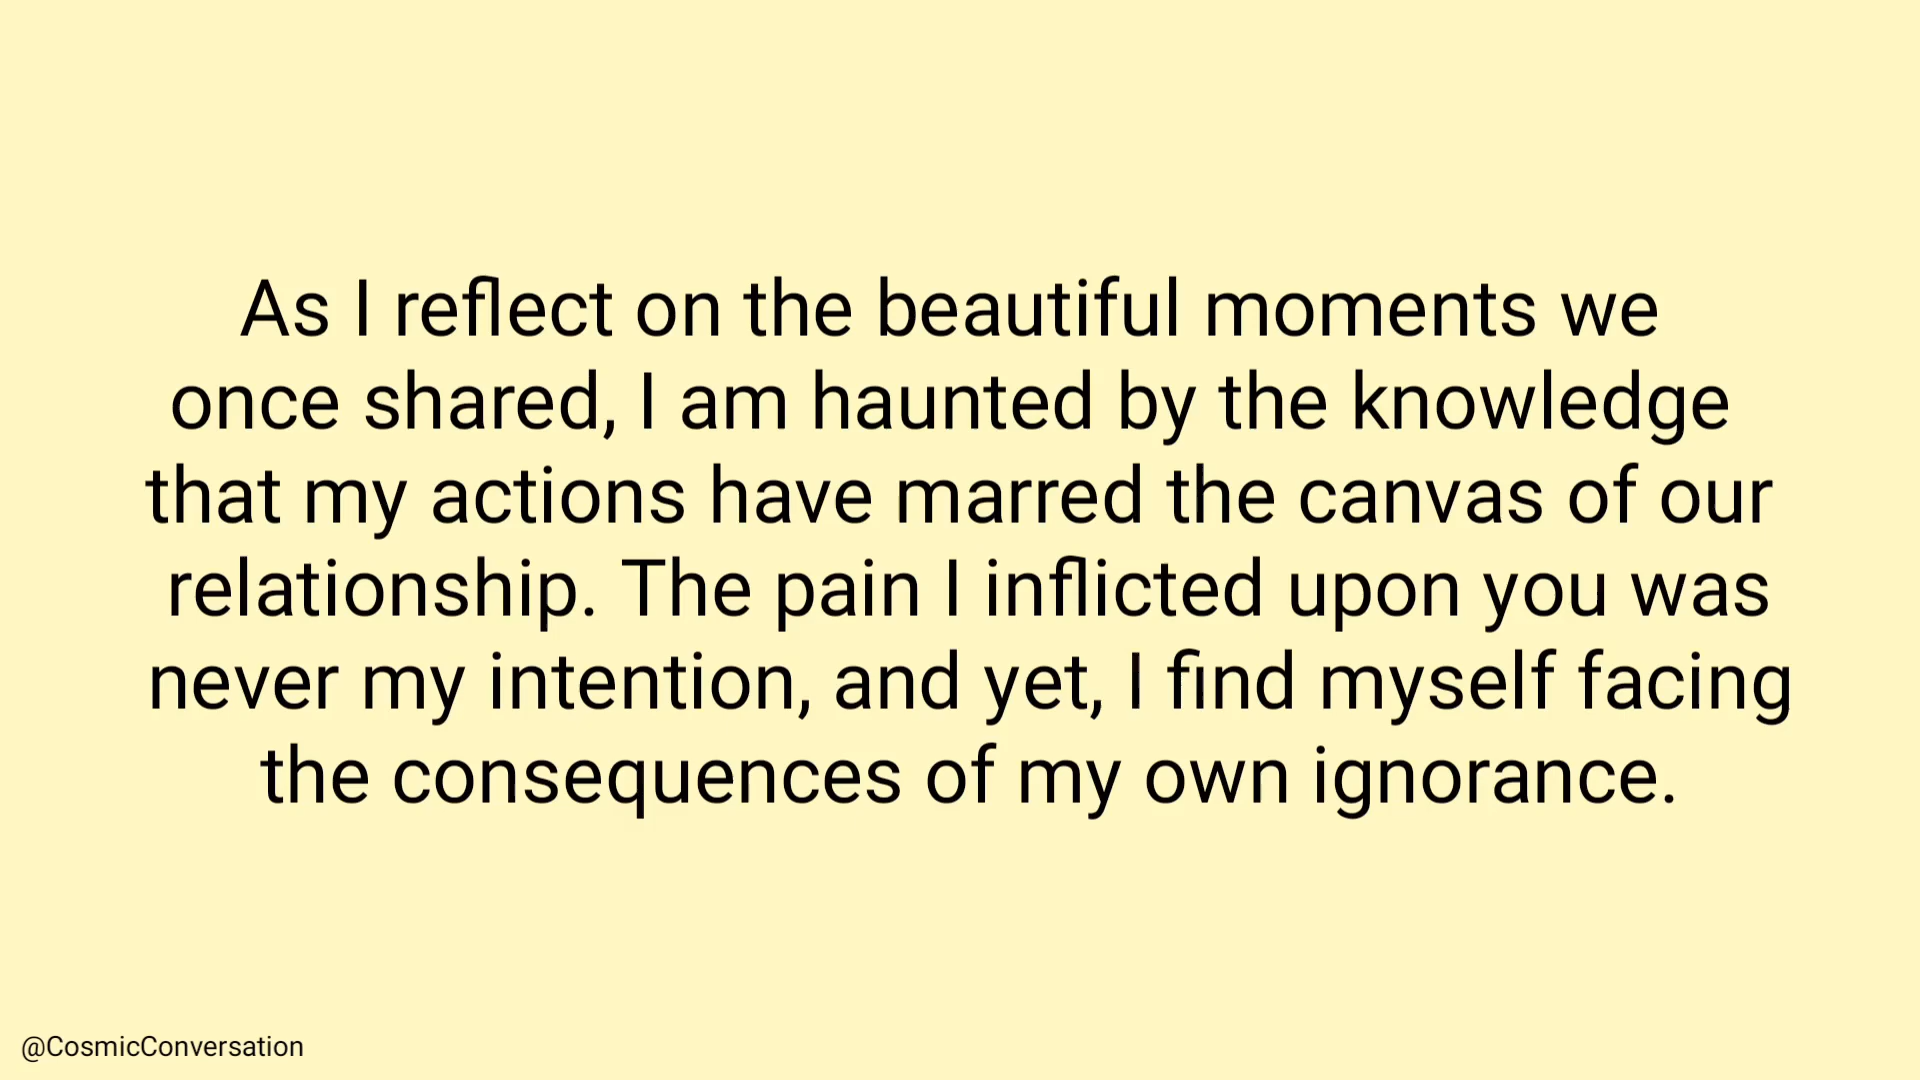 As I reflect on the beautiful moments we
once shared, I am haunted by the knowledge
that my actions have marred the canvas of our
relationship. The pain I inflicted upon you was
never my intention, and yet, I find myself facing
the consequences of my own ignorance.
@CosmicConversation